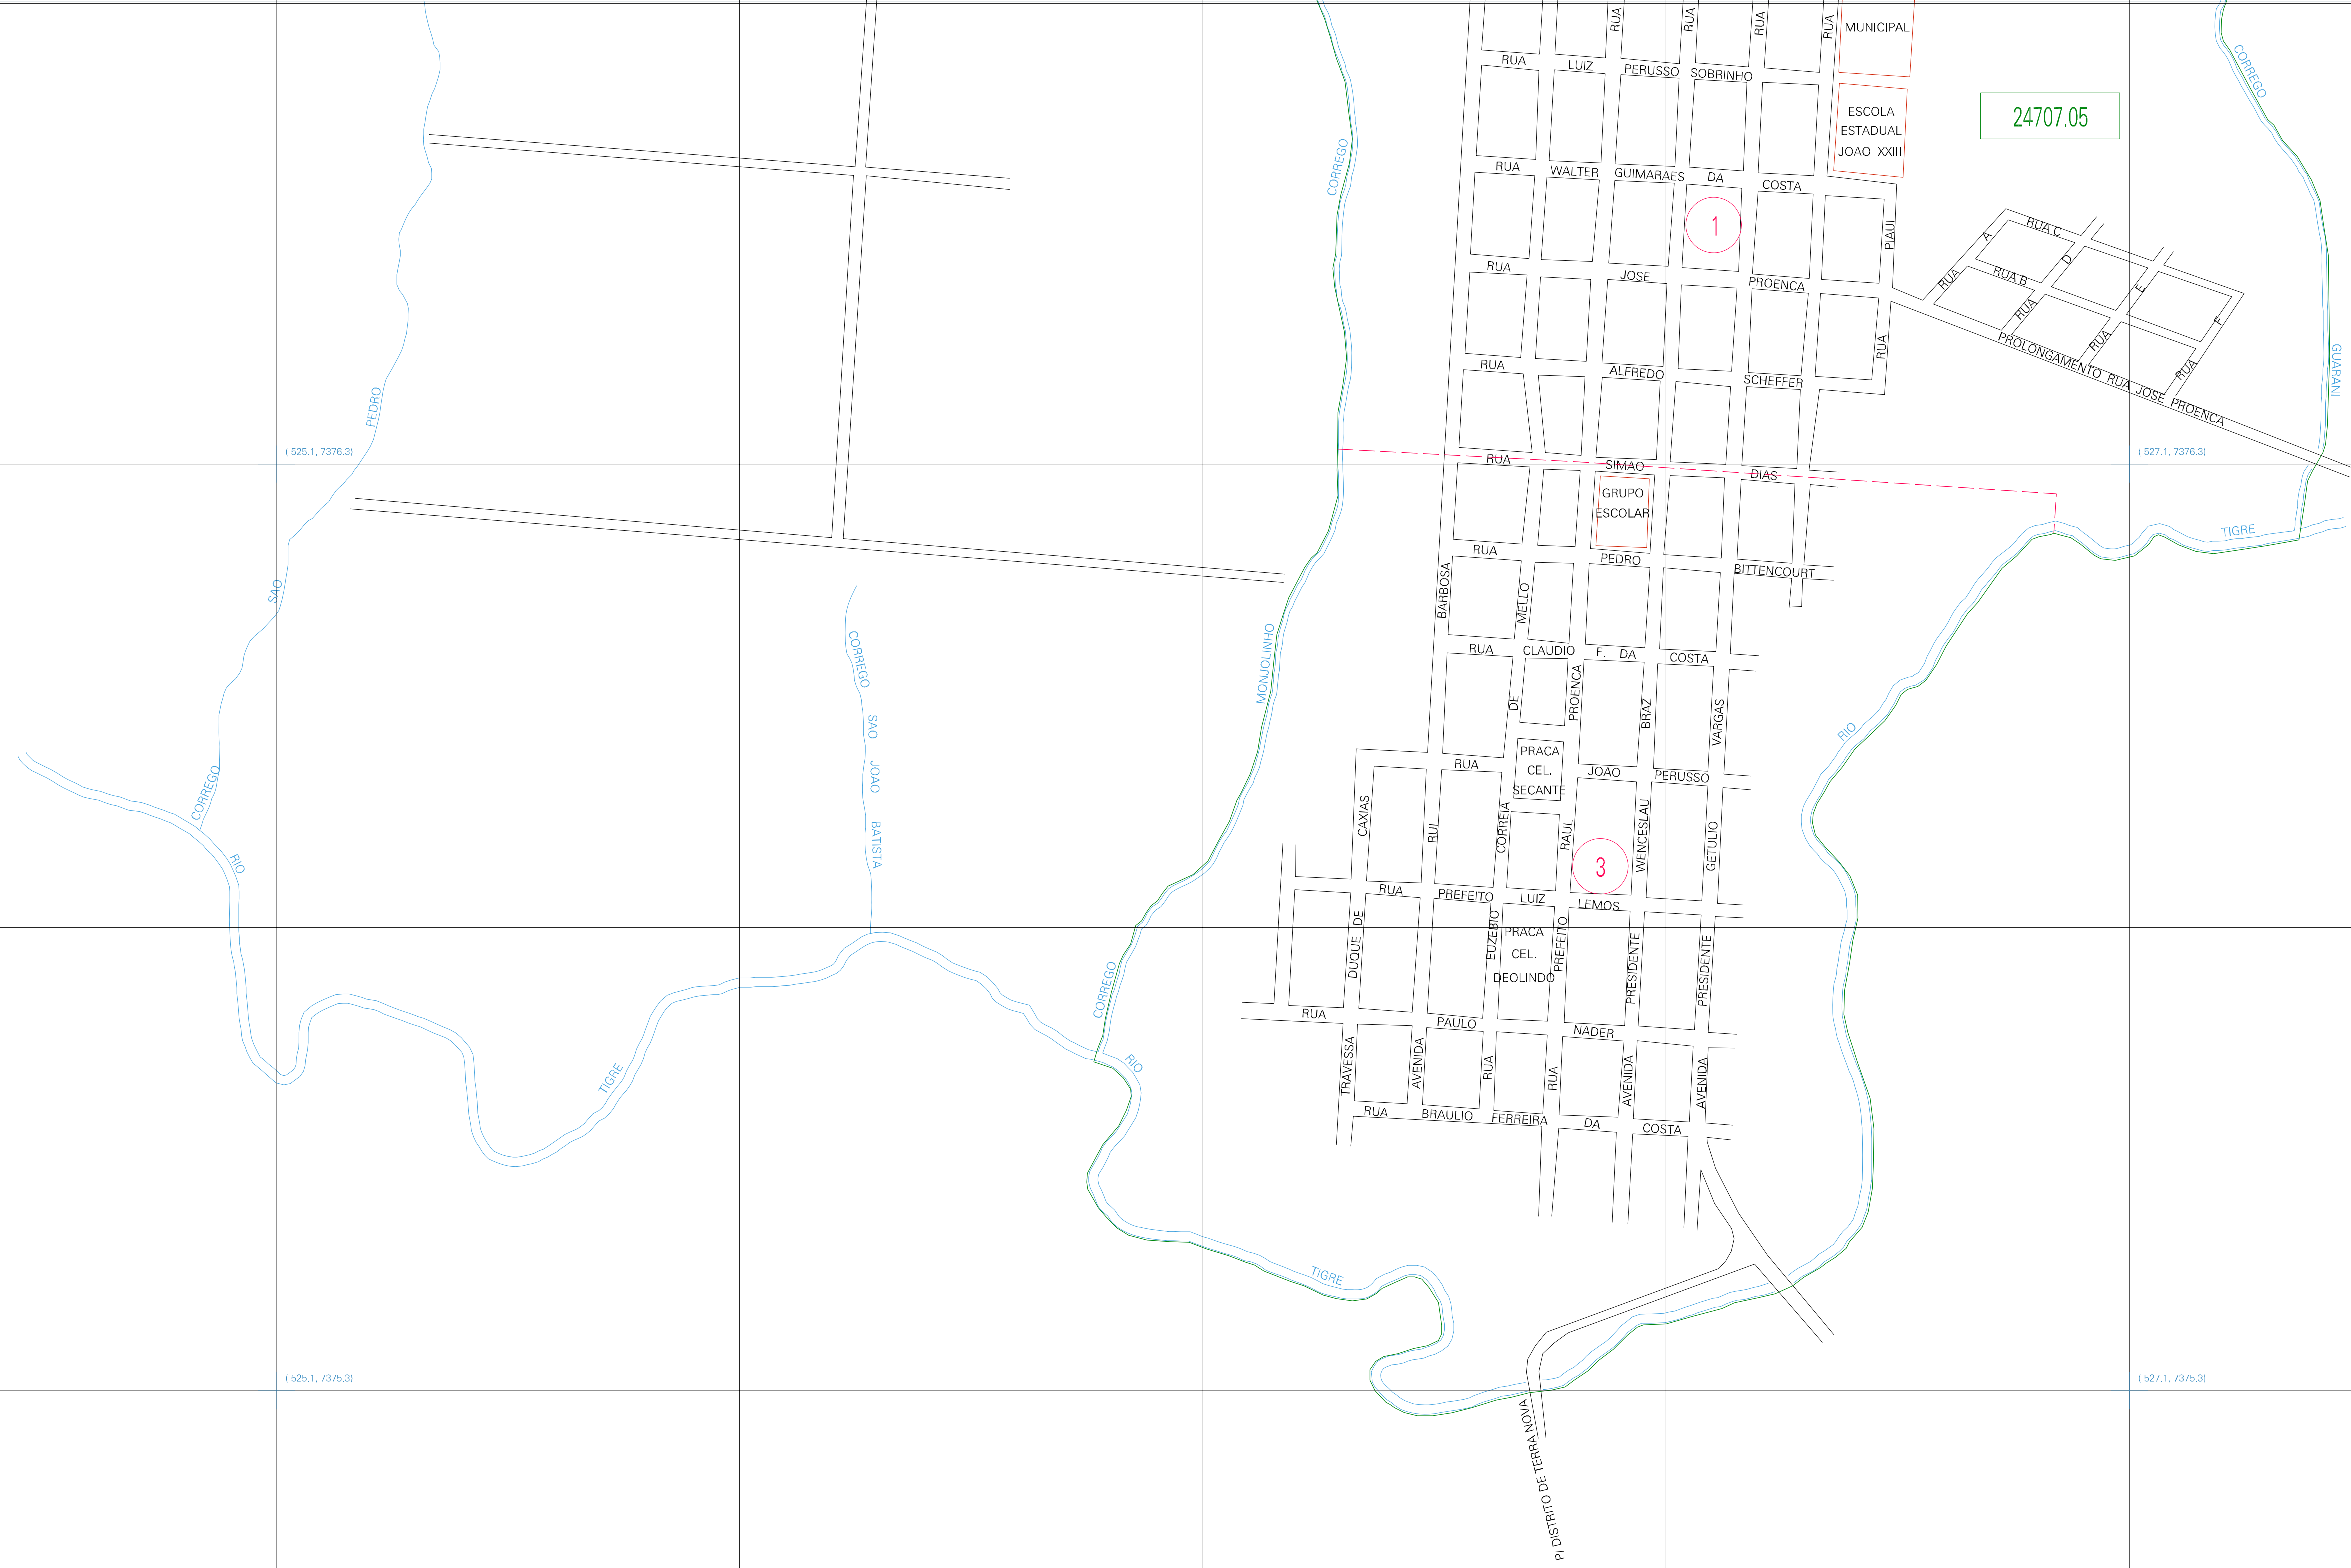 RUA
RUA
RUA
RUA
MUNICIPAL
CORREGO
GUARANI
RUA LUIZ PERUSSO SOBRINHO
ESCOLA
ESTADUAL
JOAO XXIII
24707.05
CORREGO
MONJOLINHO
CORREGO
RUA WALTER GUIMARAES DA COSTA
1
RUA PIAUI
RUA A
RUA C
RUA B
RUA D
RUA E
RUA F
RUA JOSE PROENCA
PROLONGAMENTO RUA JOSE PROENCA
RUA ALFREDO SCHEFFER
CORREGO SAO PEDRO
( 525.1, 7376.3)
( 527.1, 7376.3)
RUA SIMAO DIAS
GRUPO
ESCOLAR
RIO TIGRE
RUA PEDRO BITTENCOURT
AVENIDA RUI BARBOSA
RUA EUZEBIO CORREIA DE MELLO
RUA CLAUDIO F. DA COSTA
RUA PREFEITO RAUL PROENCA
AVENIDA PRESIDENTE WENCESLAU BRAZ
AVENIDA PRESIDENTE GETULIO VARGAS
CORREGO SAO JOAO BATISTA
PRACA
CEL.
SECANTE
RUA JOAO PERUSSO
TRAVESSA DUQUE DE CAXIAS
3
RUA PREFEITO LUIZ LEMOS
PRACA
CEL.
DEOLINDO
RIO TIGRE
RUA PAULO NADER
RUA BRAULIO FERREIRA DA COSTA
RIO TIGRE
( 525.1, 7375.3)
( 527.1, 7375.3)
P/ DISTRITO DE TERRA NOVA